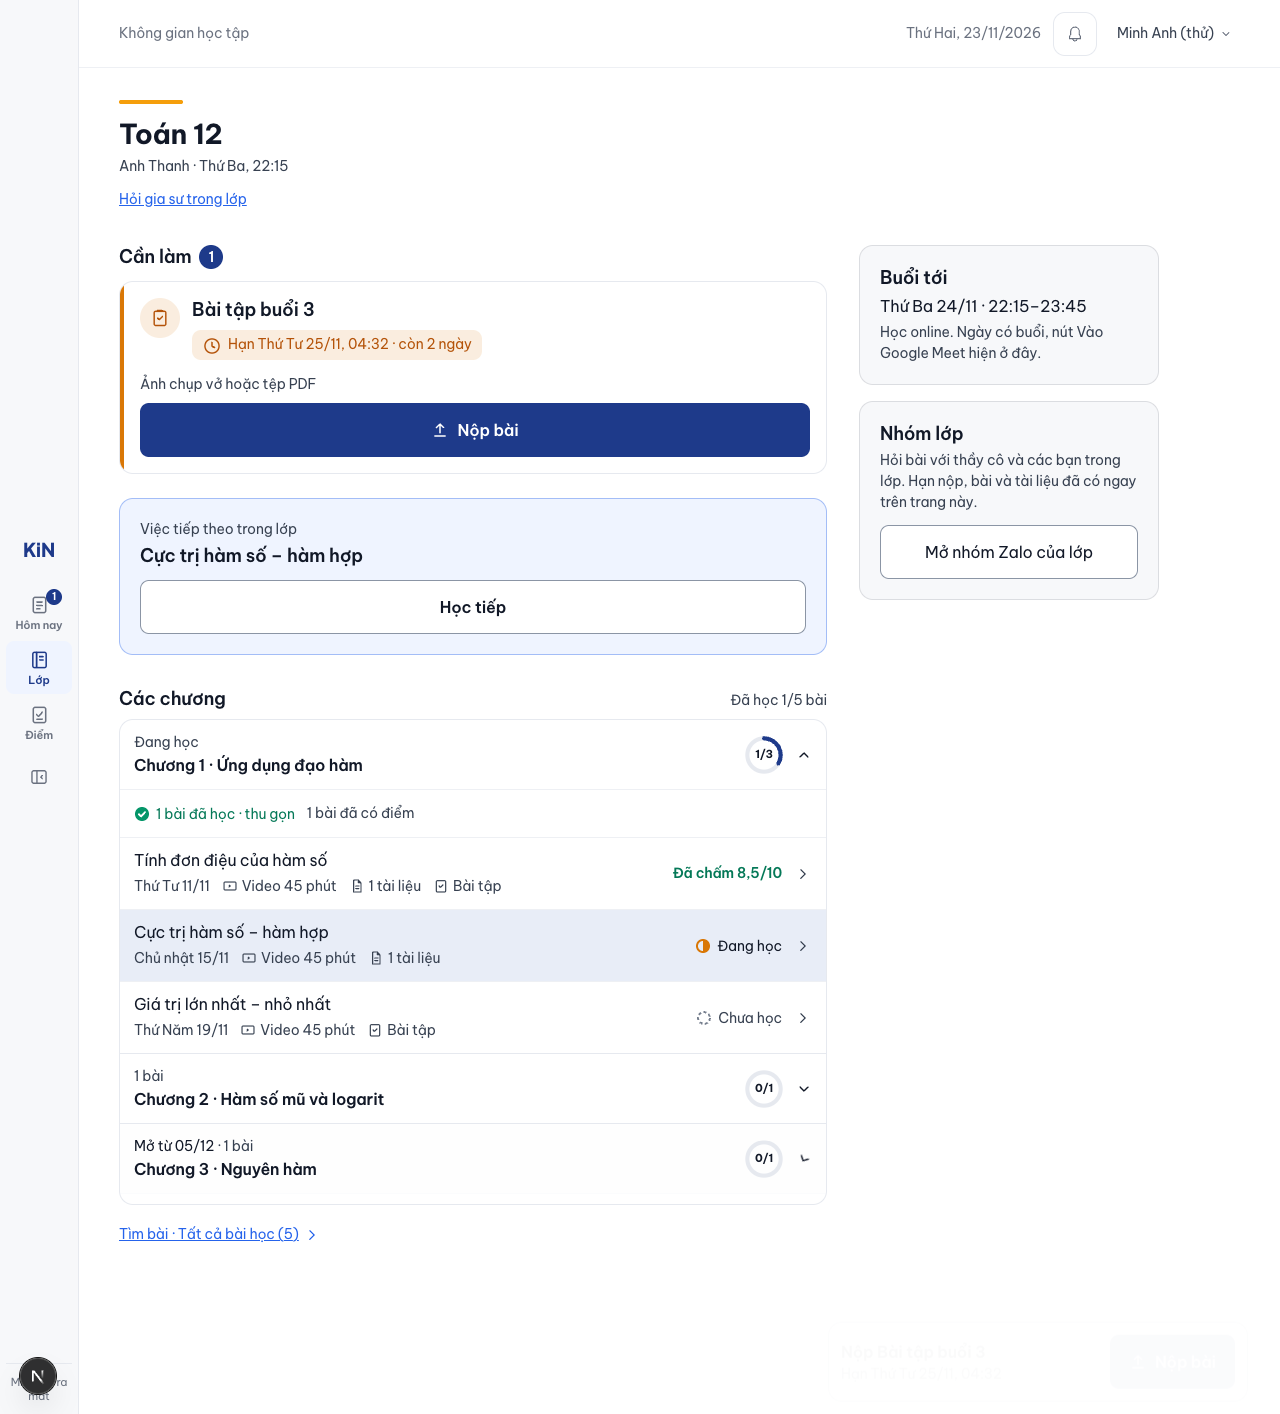 Không gian học tập
Thứ Hai, 23/11/2026
Minh Anh (thử)
Toán 12
Anh Thanh · Thứ Ba, 22:15
Hỏi gia sư trong lớp
Cần làm 1
Bài tập buổi 3
Hạn Thứ Tư 25/11, 04:32 · còn 2 ngày
Ảnh chụp vở hoặc tệp PDF
Nộp bài
Việc tiếp theo trong lớp
Cực trị hàm số – hàm hợp
Học tiếp
Các chương
Đã học 1/5 bài
Đang học
Chương 1 · Ứng dụng đạo hàm
1/3
1 bài đã học · thu gọn
1 bài đã có điểm
Tính đơn điệu của hàm số
Thứ Tư 11/11 Video 45 phút 1 tài liệu Bài tập
Đã chấm 8,5/10
Cực trị hàm số – hàm hợp
Chủ nhật 15/11 Video 45 phút 1 tài liệu
Đang học
Giá trị lớn nhất – nhỏ nhất
Thứ Năm 19/11 Video 45 phút Bài tập
Chưa học
1 bài
Chương 2 · Hàm số mũ và logarit
0/1
Mở từ 05/12 · 1 bài
Chương 3 · Nguyên hàm
0/1
Tìm bài · Tất cả bài học (5)
Buổi tới
Thứ Ba 24/11 · 22:15–23:45
Học online. Ngày có buổi, nút Vào
Google Meet hiện ở đây.
Nhóm lớp
Hỏi bài với thầy cô và các bạn trong
lớp. Hạn nộp, bài và tài liệu đã có ngay
trên trang này.
Mở nhóm Zalo của lớp
KiN
1
Hôm nay
Lớp
Điểm
N